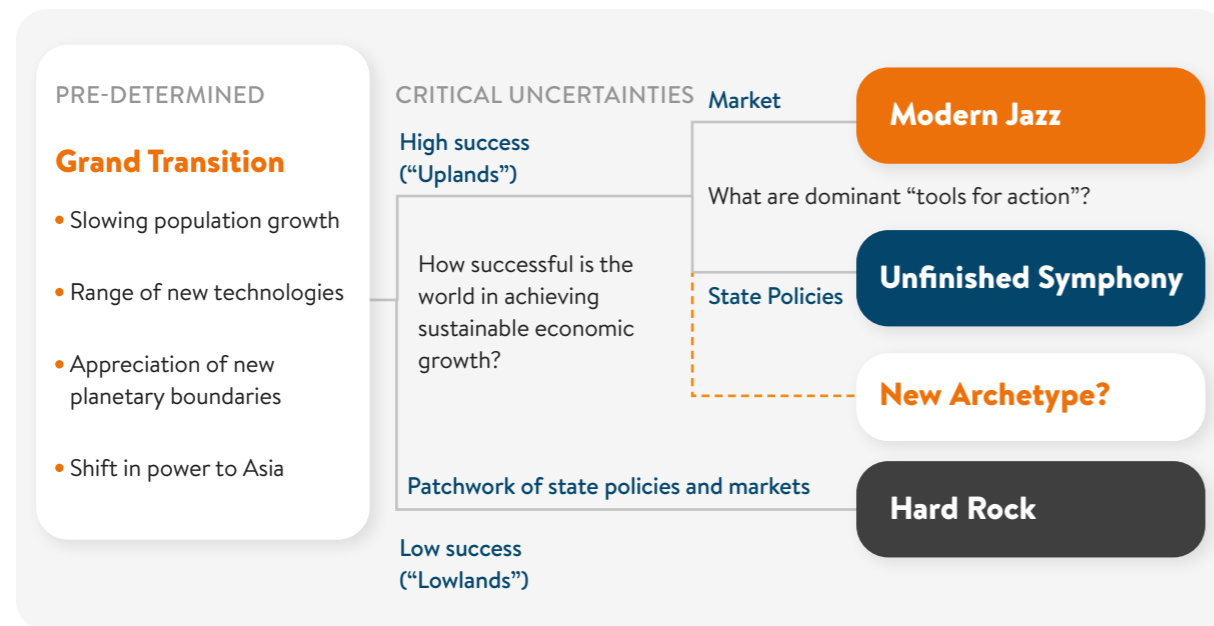 PRE-DETERMINED
Grand Transition
• Slowing population growth
• Range of new technologies
• Appreciation of new
planetary boundaries
• Shift in power to Asia
CRITICAL UNCERTAINTIES
High success
(“Uplands”)
How successful is the
world in achieving
sustainable economic
growth?
Patchwork of state policies and markets
Low success
(“Lowlands”)
Market
What are dominant “tools for action”?
State Policies
Modern Jazz
Unfinished Symphony
New Archetype?
Hard Rock